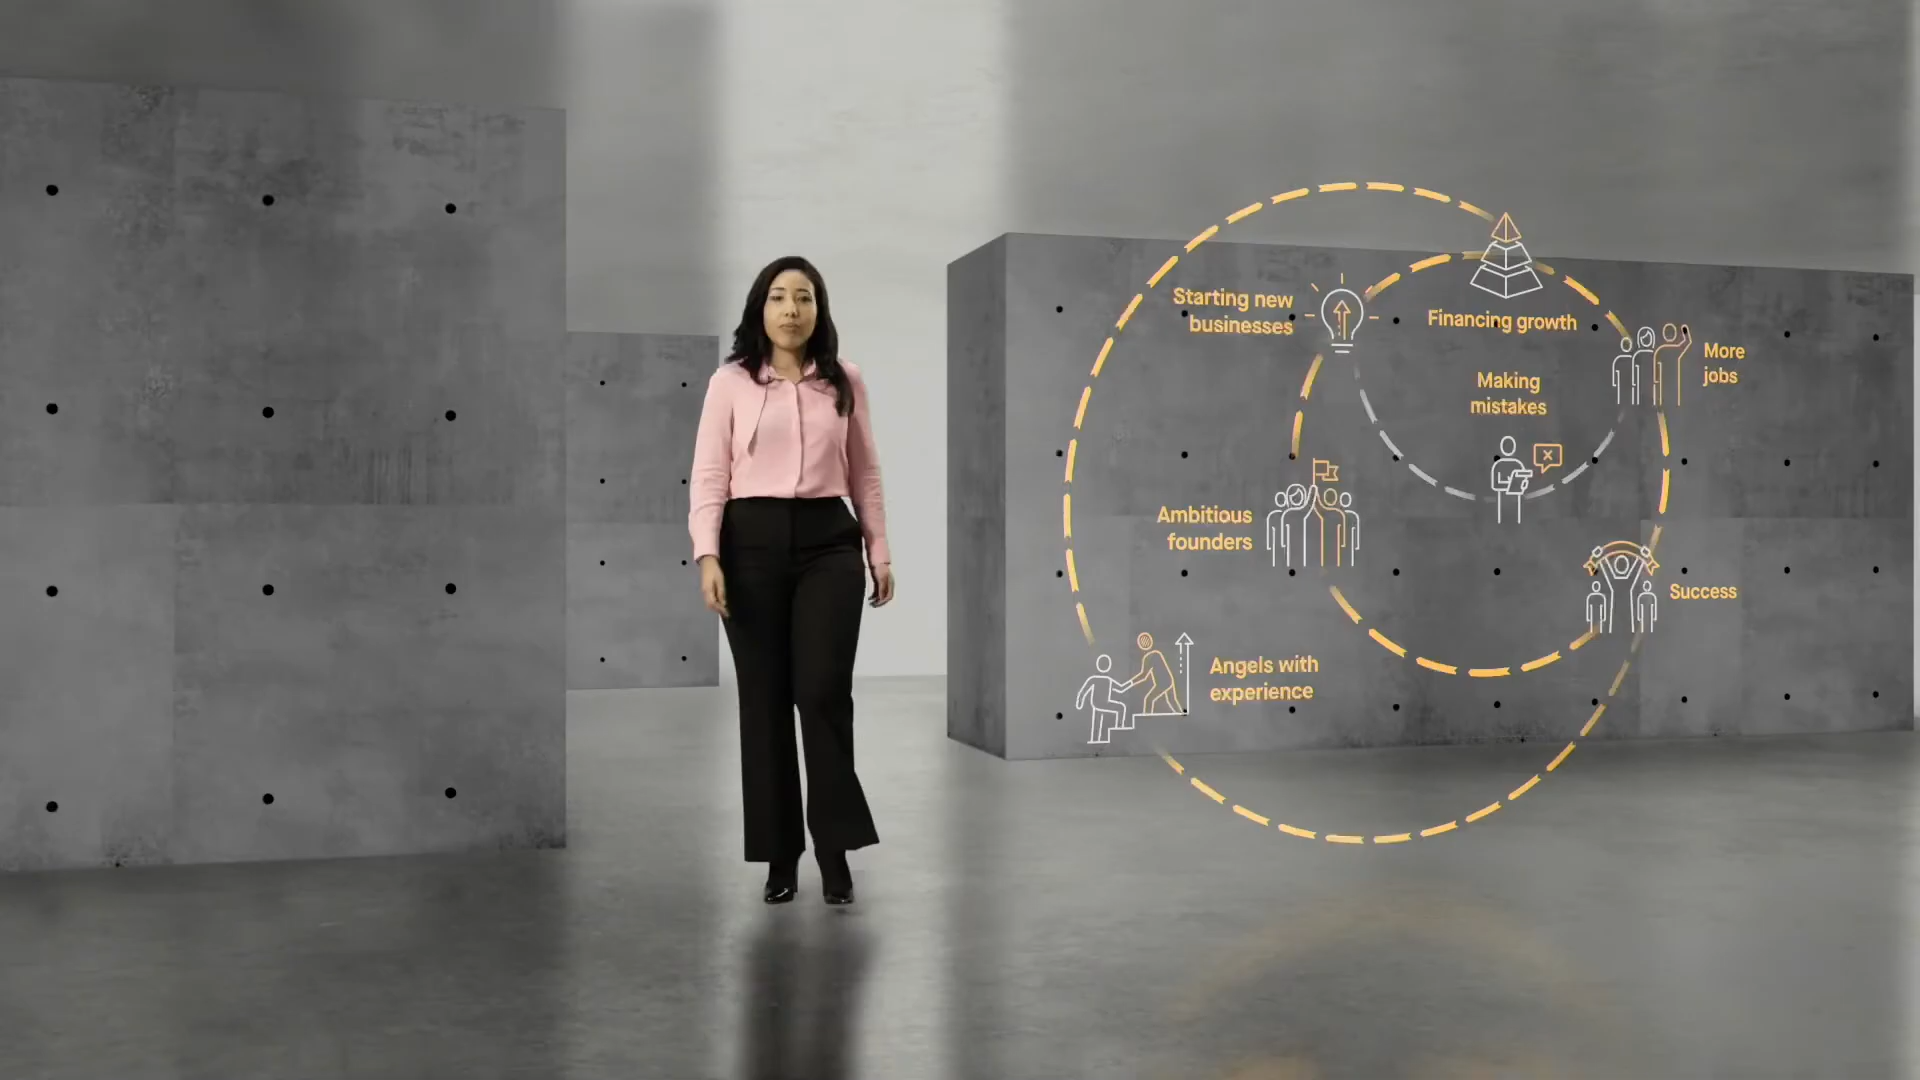 Starting new
businesses
Financing growth
More
jobs
Making
mistakes
Ambitious
founders
Success
Angels with
experience